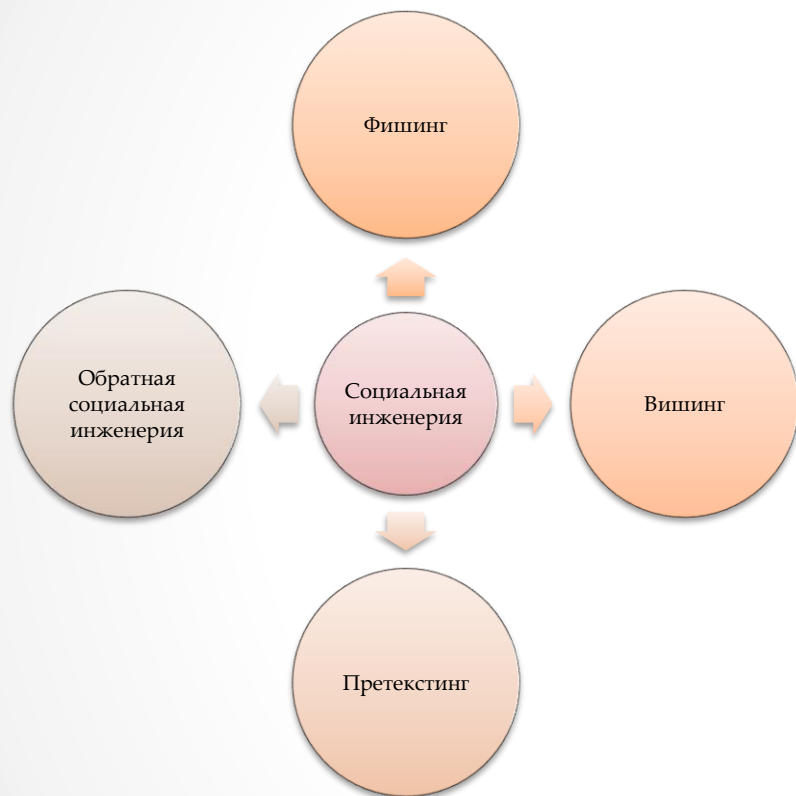 Фишинг
Обратная
социальная
инженерия
Социальная
инженерия
Вишинг
Претекстинг